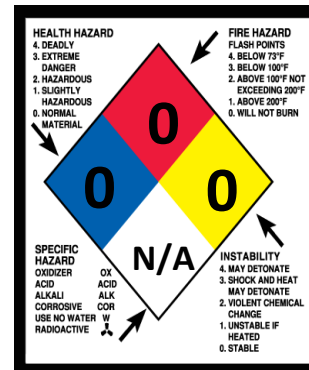 HEALTH HAZARD
4. DEADLY
3. EXTREME
DANGER
2. HAZARDOUS
1. SLIGHTLY
HAZARDOUS
0. NORMAL
MATERIAL
FIRE HAZARD
FLASH POINTS
4. BELOW 73°F
3. BELOW 100°F
2. ABOVE 100°F NOT
EXCEEDING 200°F
1. ABOVE 200°F
0. WILL NOT BURN
0
0
0
N/A
SPECIFIC
HAZARD
OXIDIZER OX
ACID ACID
ALKALI ALK
CORROSIVE COR
USE NO WATER W
RADIOACTIVE
INSTABILITY
4. MAY DETONATE
3. SHOCK AND HEAT
MAY DETONATE
2. VIOLENT CHEMICAL
CHANGE
1. UNSTABLE IF
HEATED
0. STABLE